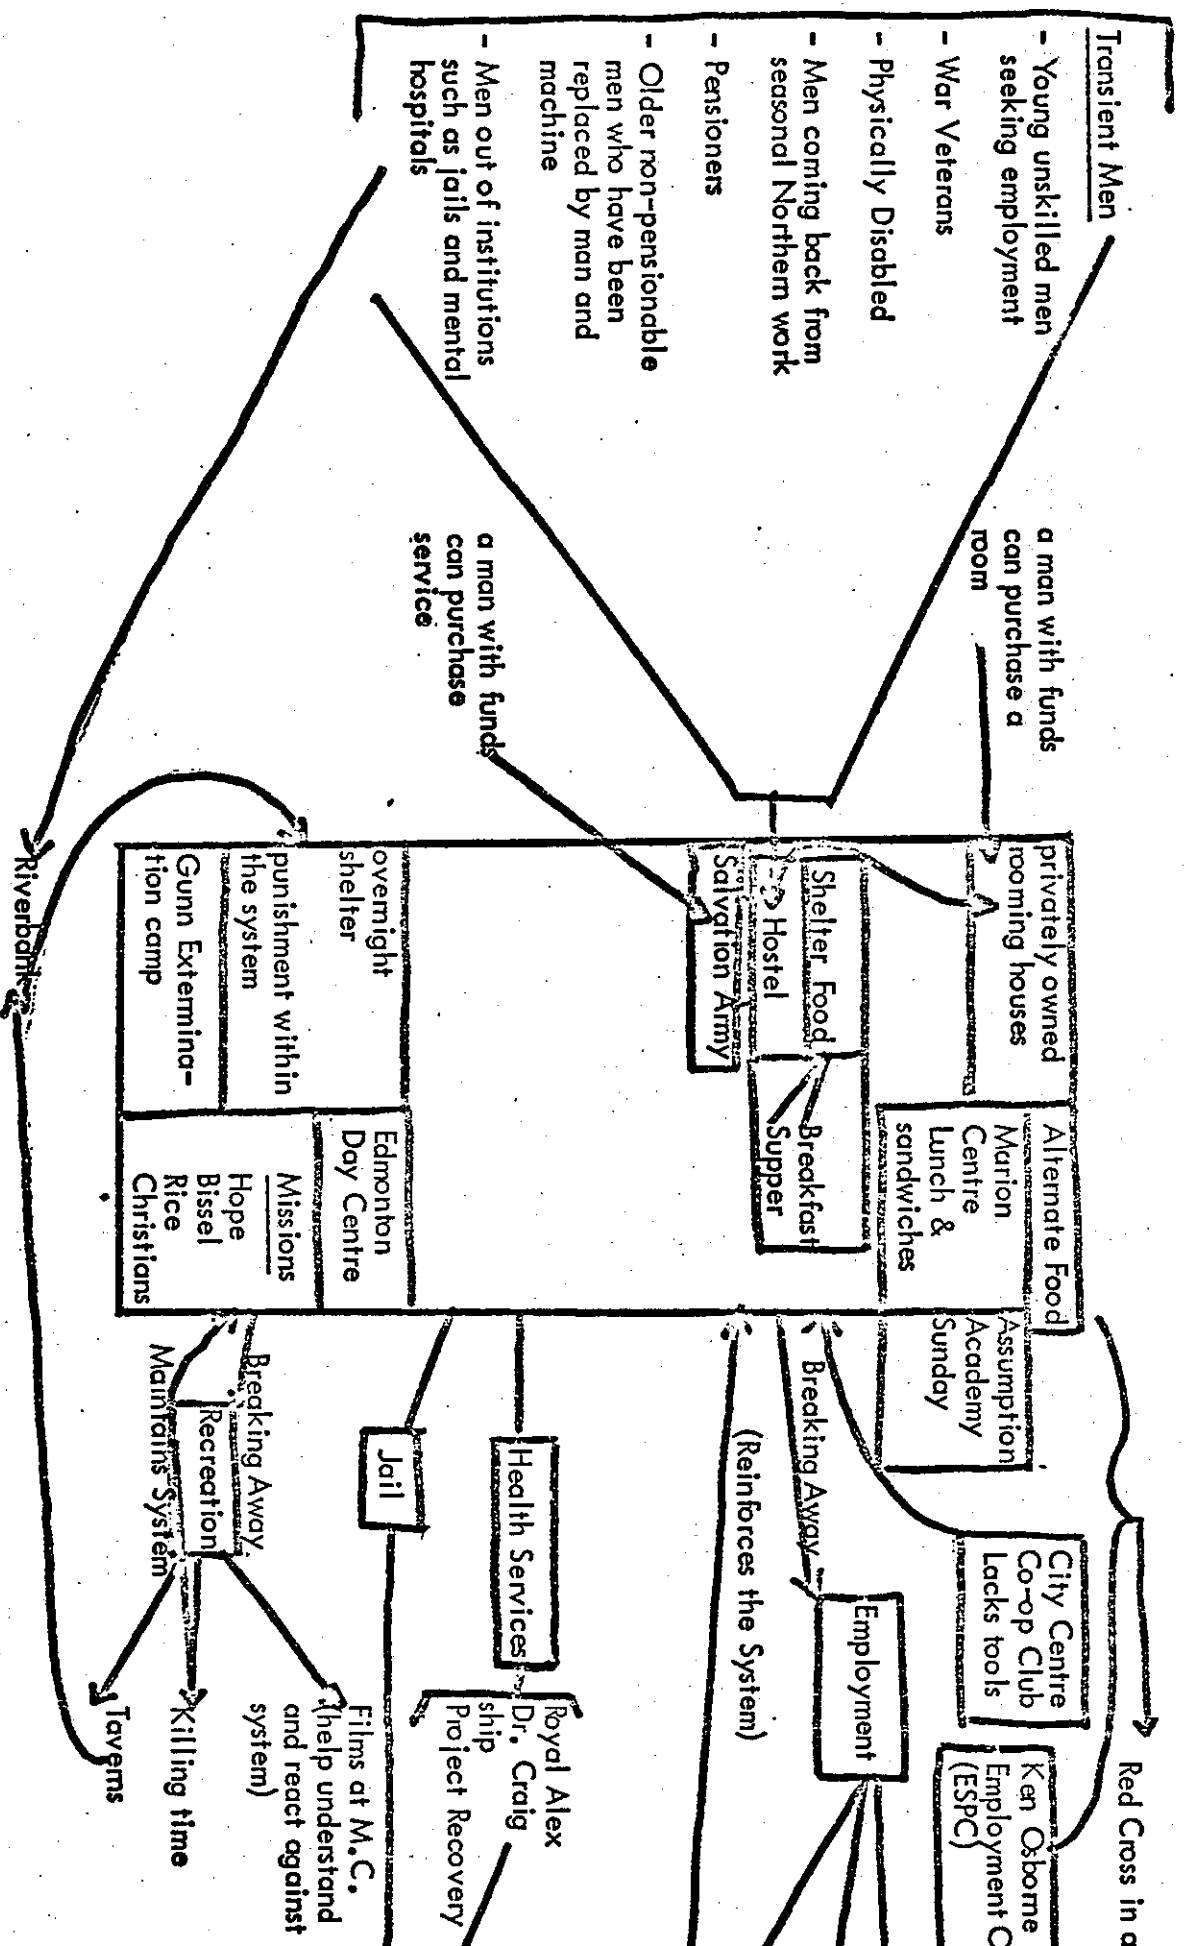 Transient Men
- Young unskilled men
seeking employment
- War Veterans
- Physically Disabled
- Men coming back from
seasonal Northern work
- Pensioners
- Older non-pensionable
men who have been
replaced by man and
machine
- Men out of institutions
such as jails and mental
hospitals
a man with funds
can purchase a
room
a man with funds
can purchase
service
Riverbank
privately owned
rooming houses
Shelter Food
Hostel
Salvation Army
Breakfast
Supper
overnight
shelter
punishment within
the system
Gunn Extermina-
tion camp
Alternate Food
Marion
Centre
Lunch &
sandwiches
Assumption
Academy
Sunday
Edmonton
Day Centre
Missions
Hope
Bissel
Rice
Christians
Red Cross in a
City Centre
Co-op Club
Lacks tools
Ken Osborne
Employment C
(ESPC)
Breaking Away
Employment
(Reinforces the System)
Health Services
Royal Alex
Dr. Craig
ship
Project Recovery
Jail
Breaking Away
Recreation
Maintains System
Films at M.C.
(help understand
and react against
system)
Killing time
Taverns